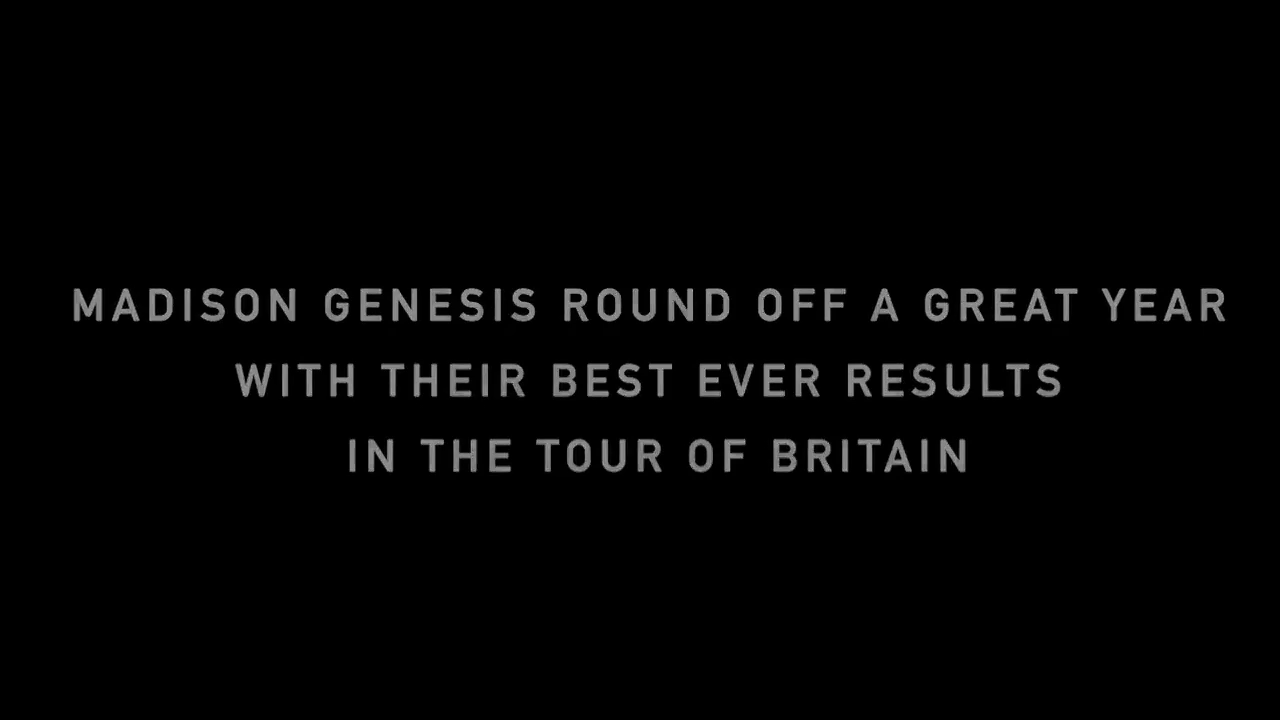 MADISON GENESIS ROUND OFF A GREAT YEAR
WITH THEIR BEST EVER RESULTS
IN THE TOUR OF BRITAIN